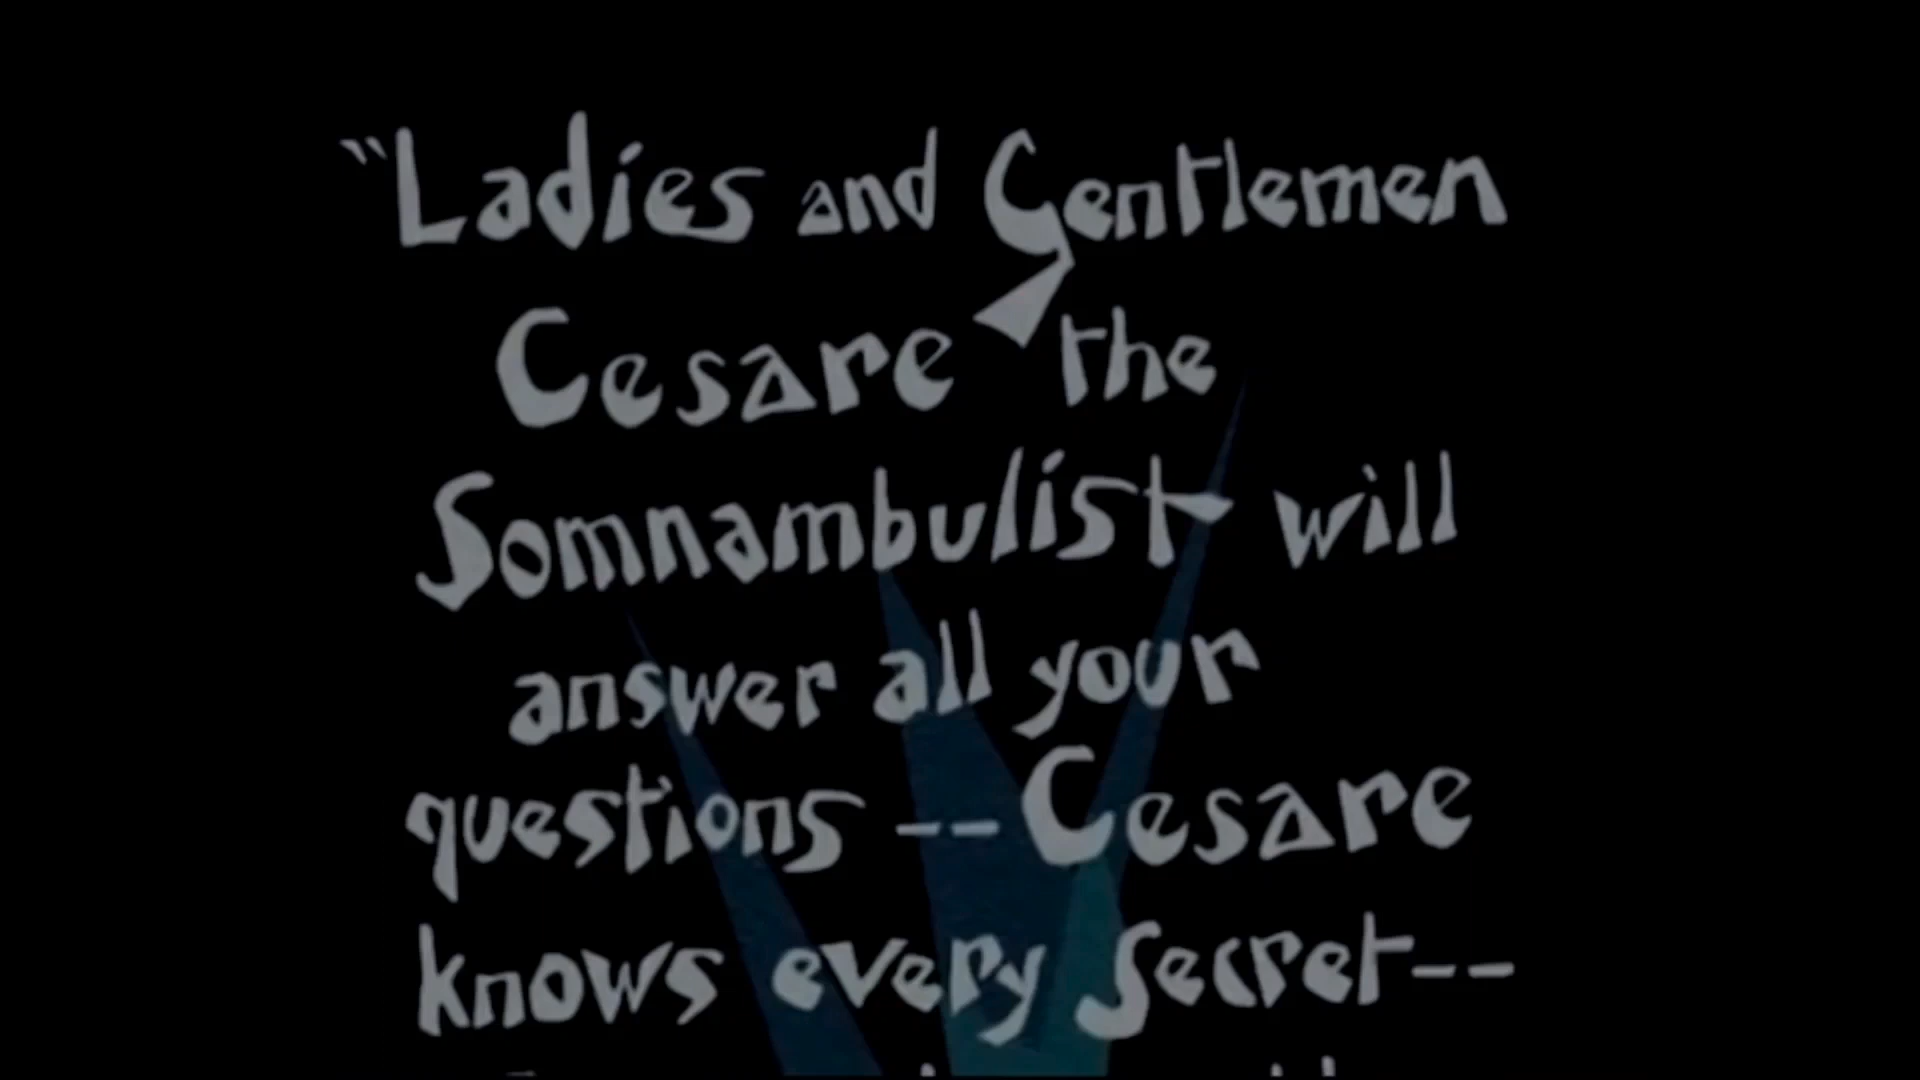 “Ladies and Gentlemen
Cesare the
Somnambulist will
answer all your
questions -- Cesare
knows every secret--